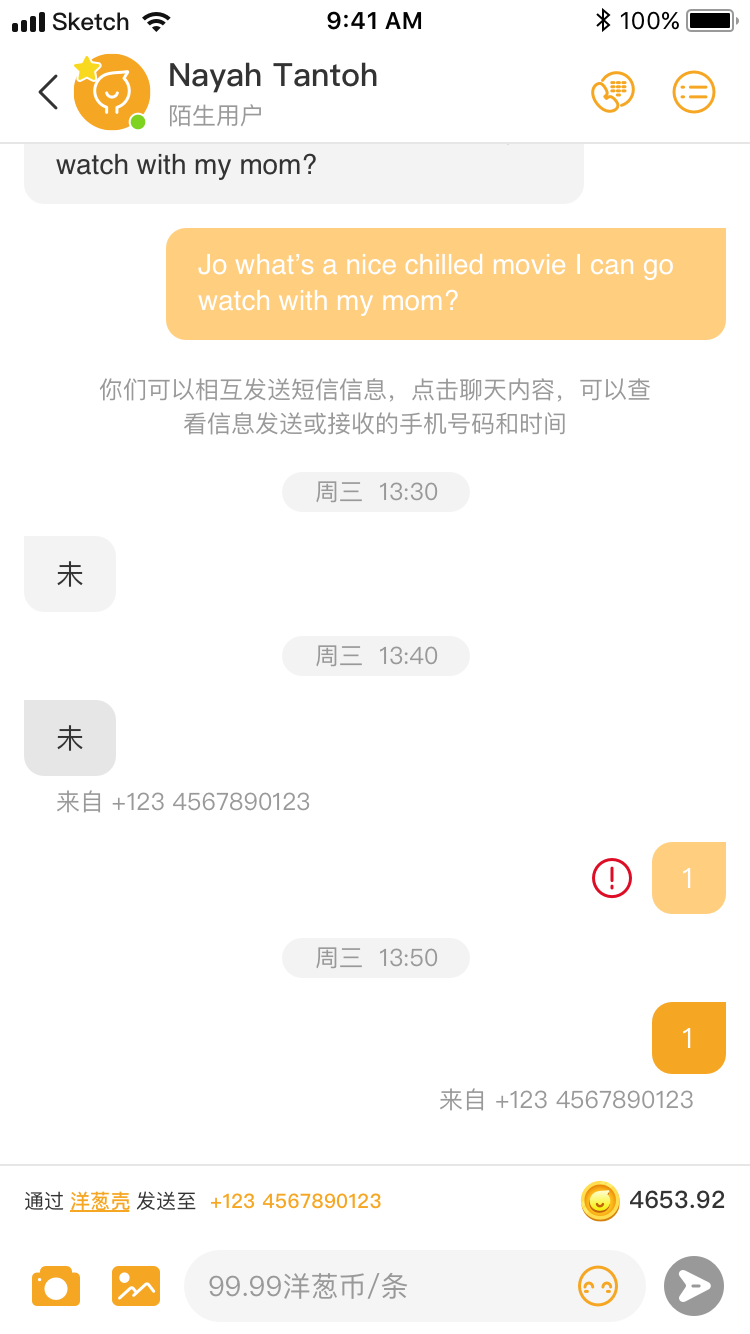 Sketch 9:41 AM 100%
Nayah Tantoh
陌生用户
watch with my mom?
Jo what’s a nice chilled movie I can go
watch with my mom?
你们可以相互发送短信信息，点击聊天内容，可以查
看信息发送或接收的手机号码和时间
周三 13:30
未
周三 13:40
未
来自 +123 4567890123
1
周三 13:50
1
来自 +123 4567890123
通过 洋葱壳 发送至 +123 4567890123 4653.92
99.99洋葱币/条